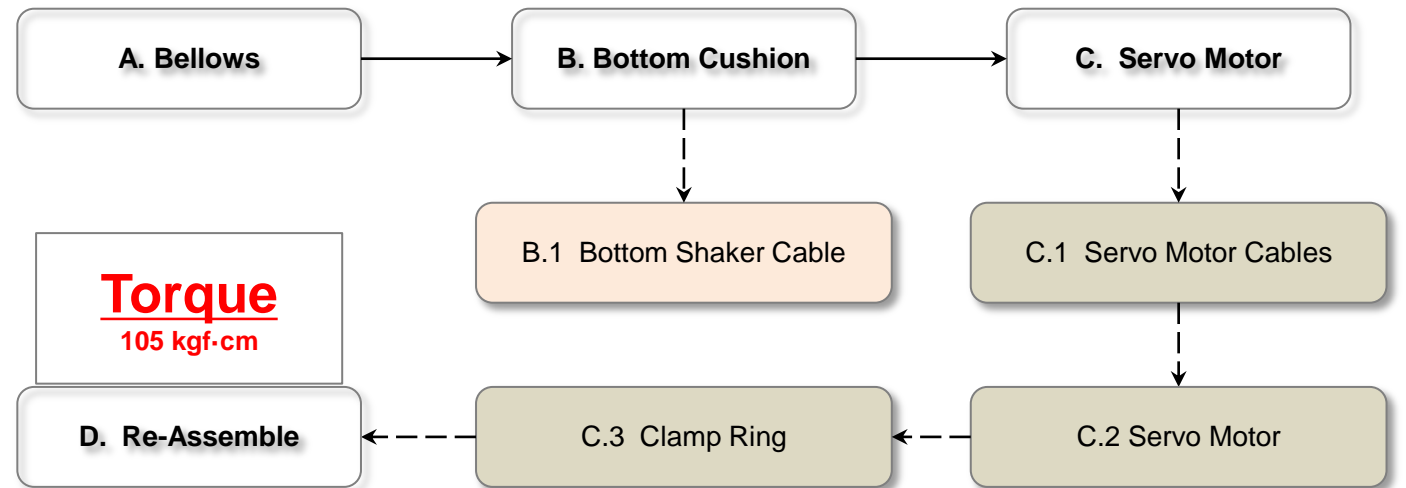 A. Bellows
B. Bottom Cushion
C. Servo Motor
B.1 Bottom Shaker Cable
C.1 Servo Motor Cables
Torque
105 kgf·cm
D. Re-Assemble
C.3 Clamp Ring
C.2 Servo Motor